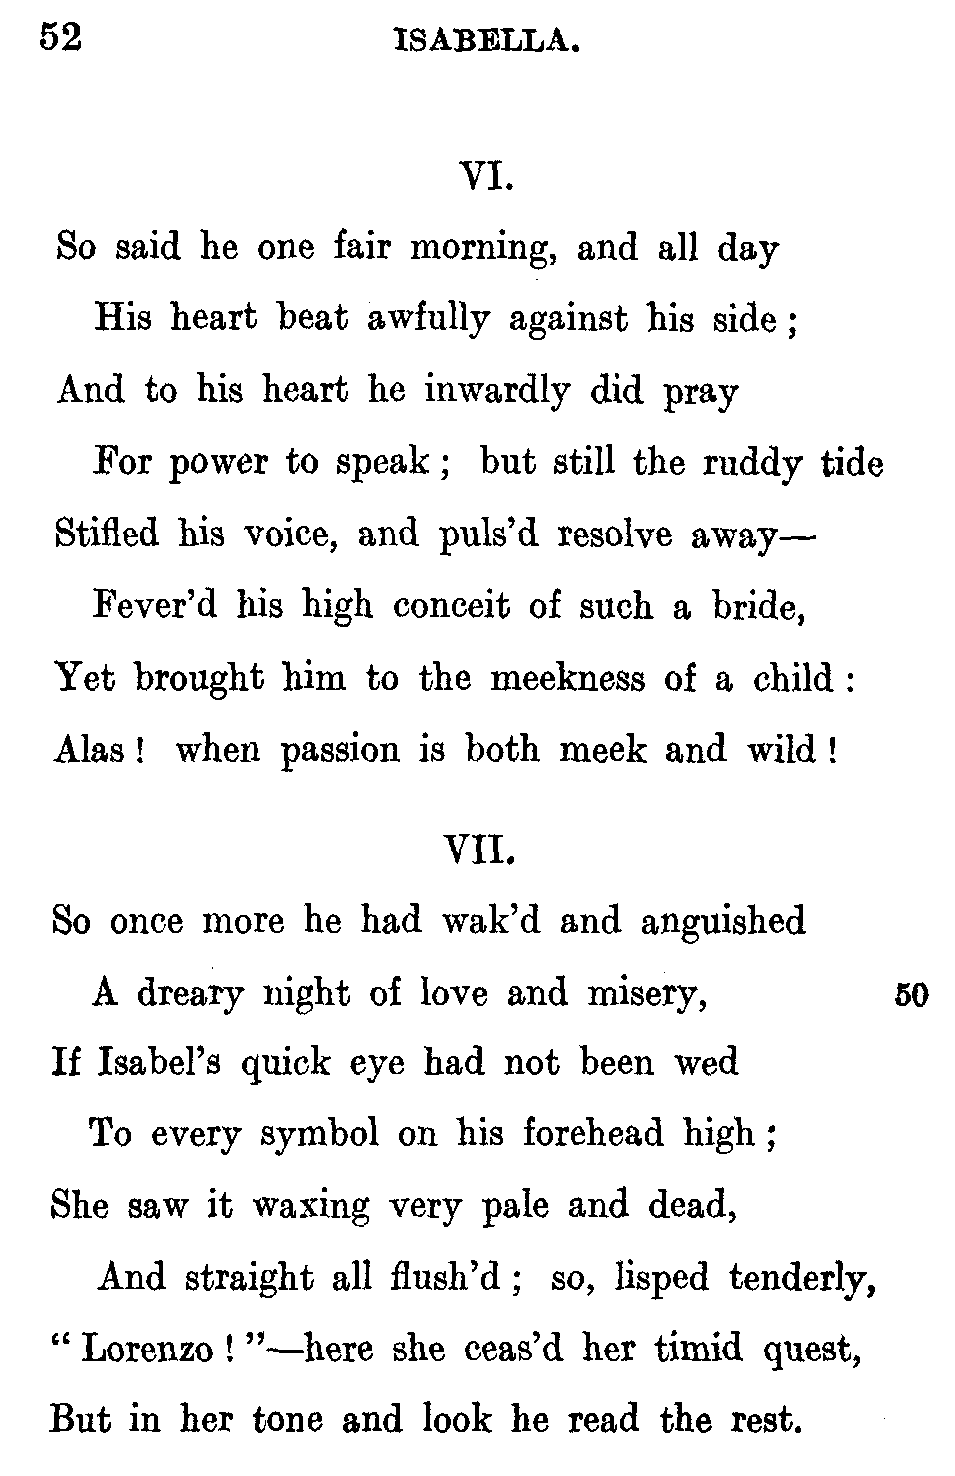 52 ISABELLA.
VI.
So said he one fair morning, and all day
His heart beat awfully against his side ;
And to his heart he inwardly did pray
For power to speak ; but still the ruddy tide
Stifled his voice, and puls’d resolve away—
Fever’d his high conceit of such a bride,
Yet brought him to the meekness of a child :
Alas ! when passion is both meek and wild !
VII.
So once more he had wak’d and anguished
A dreary night of love and misery, 50
If Isabel’s quick eye had not been wed
To every symbol on his forehead high ;
She saw it waxing very pale and dead,
And straight all flush’d ; so, lisped tenderly,
“ Lorenzo ! ”—here she ceas’d her timid quest,
But in her tone and look he read the rest.